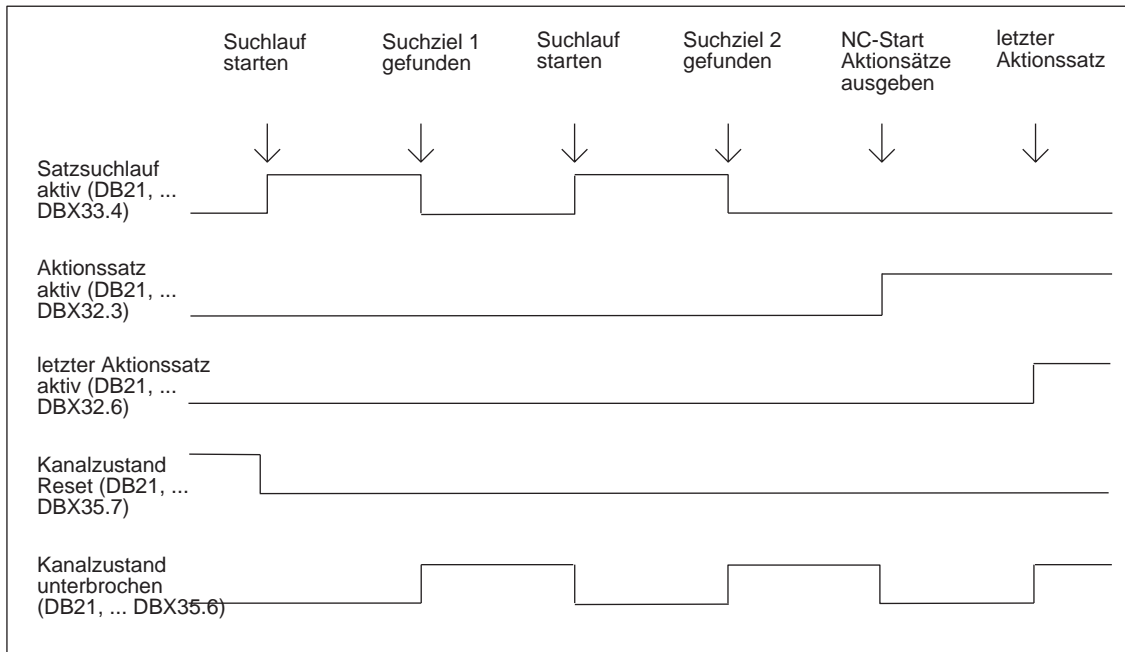 Suchlauf
starten
Suchziel 1
gefunden
Suchlauf
starten
Suchziel 2
gefunden
NC-Start
Aktionsätze
ausgeben
letzter
Aktionssatz
Satzsuchlauf
aktiv (DB21, ...
DBX33.4)
Aktionssatz
aktiv (DB21, ...
DBX32.3)
letzter Aktionssatz
aktiv (DB21, ...
DBX32.6)
Kanalzustand
Reset (DB21, ...
DBX35.7)
Kanalzustand
unterbrochen
(DB21, ... DBX35.6)